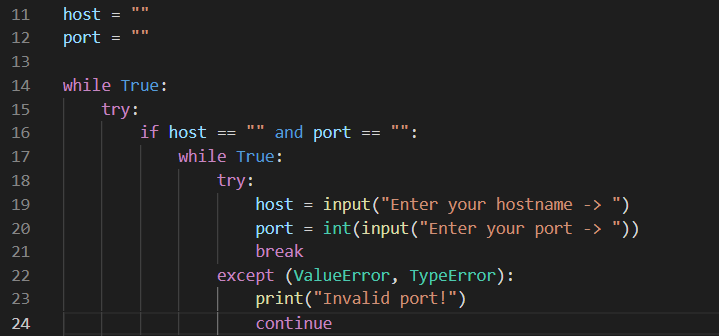 11 host = ""
12 port = ""
13
14 while True:
15     try:
16         if host == "" and port == "":
17             while True:
18                 try:
19                     host = input("Enter your hostname -> ")
20                     port = int(input("Enter your port -> "))
21                     break
22                 except (ValueError, TypeError):
23                     print("Invalid port!")
24                     continue